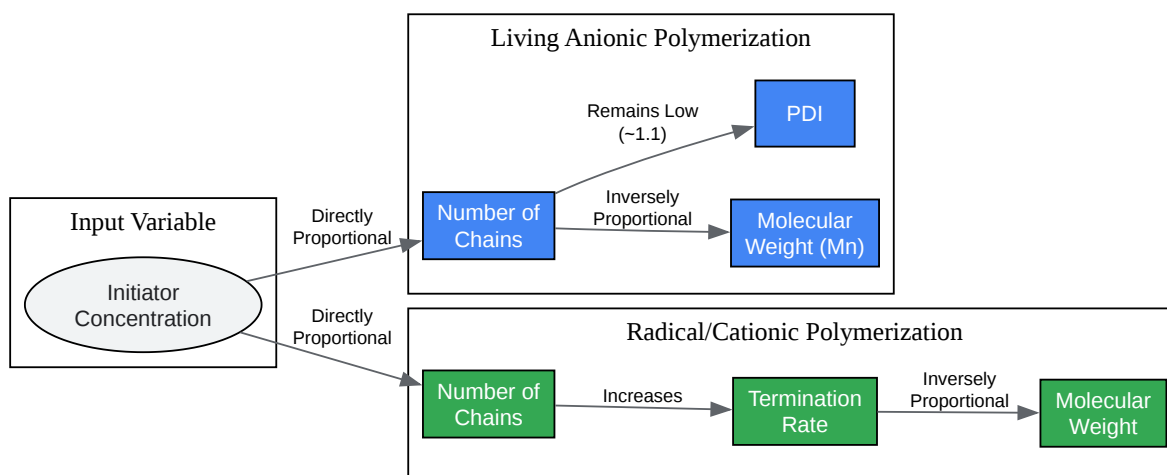 Living Anionic Polymerization
Remains Low
(~1.1)
PDI
Input Variable
Initiator
Concentration
Directly
Proportional
Number of
Chains
Inversely
Proportional
Molecular
Weight (Mn)
Directly
Proportional
Radical/Cationic Polymerization
Number of
Chains
Increases
Termination
Rate
Inversely
Proportional
Molecular
Weight